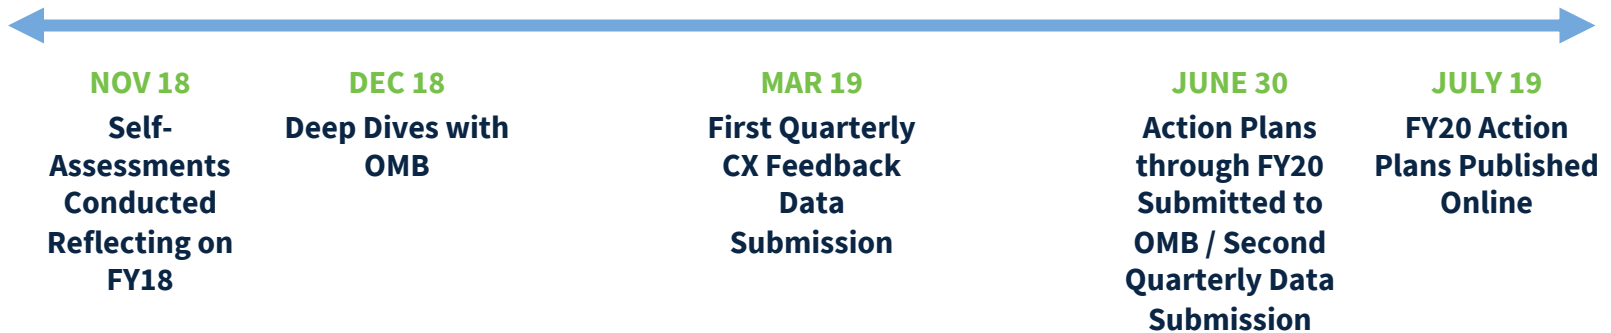 NOV 18
Self-
Assessments
Conducted
Reflecting on
FY18
DEC 18
Deep Dives with
OMB
MAR 19
First Quarterly
CX Feedback
Data
Submission
JUNE 30
Action Plans
through FY20
Submitted to
OMB / Second
Quarterly Data
Submission
JULY 19
FY20 Action
Plans Published
Online